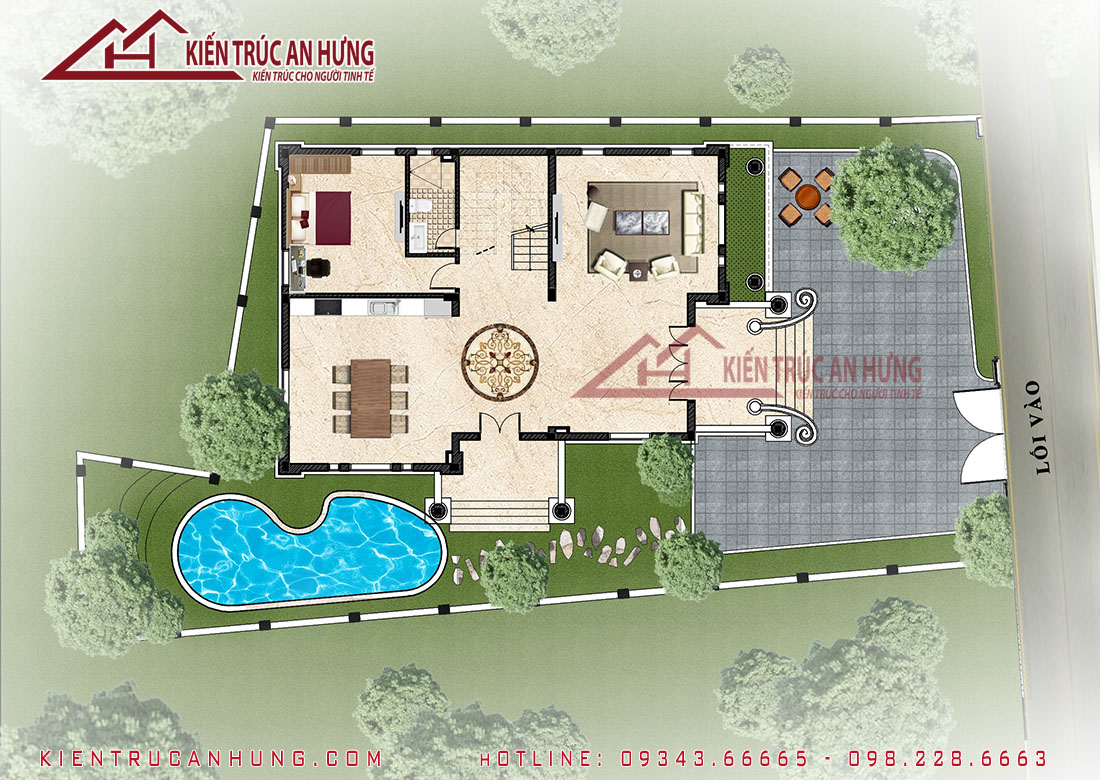 KIẾN TRÚC AN HƯNG
KIẾN TRÚC CHO NGƯỜI TINH TẾ
KIẾN TRÚC AN HƯNG
KIẾN TRÚC CHO NGƯỜI TINH TẾ
LỐI VÀO
KIENTRUCANHUNG.COM HOTLINE: 09343.66665 - 098.228.6663